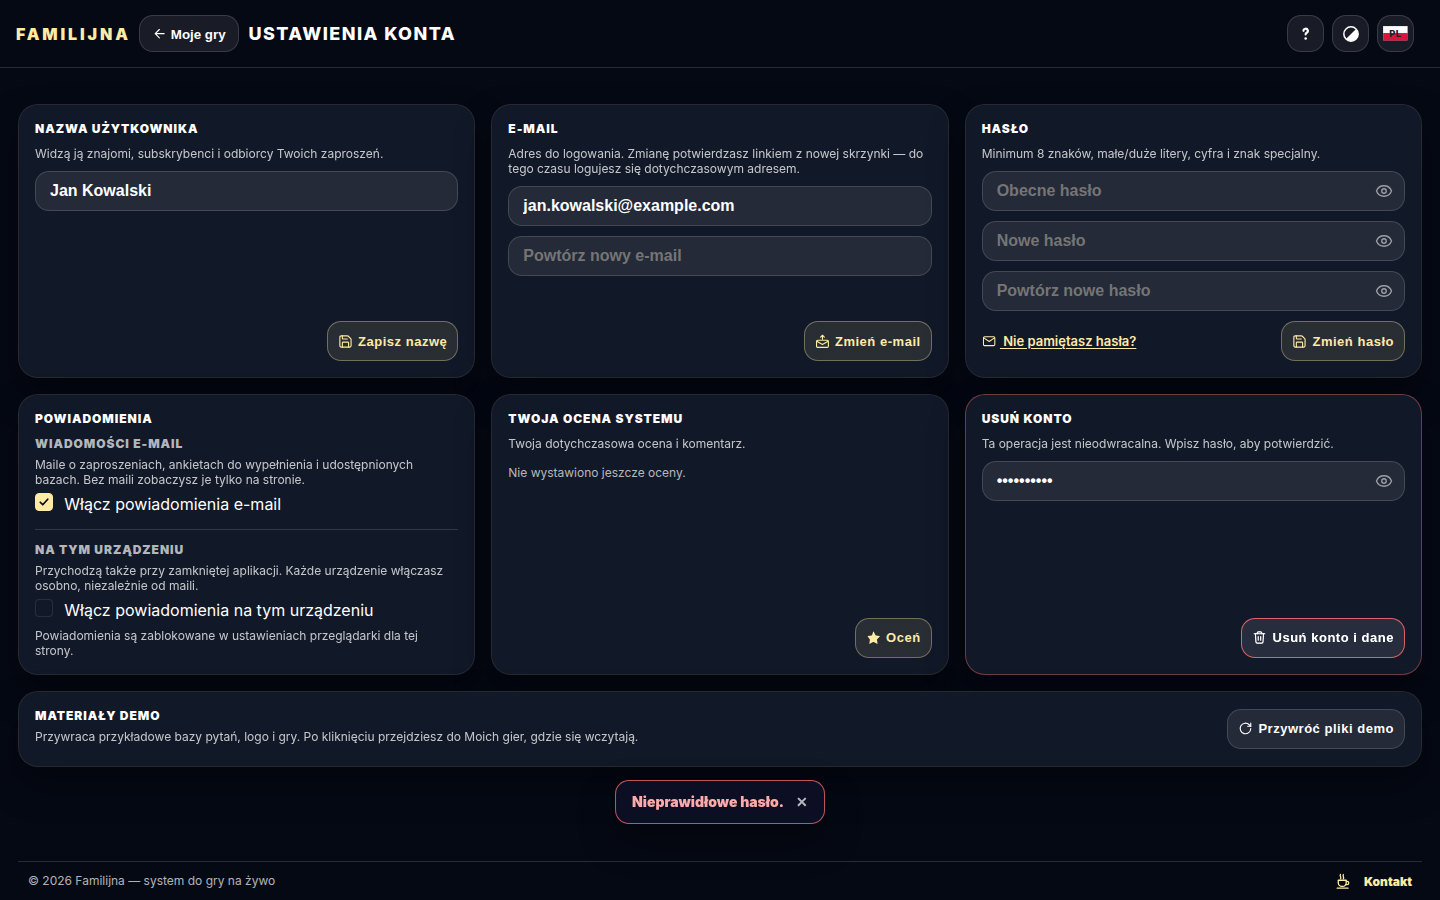 FAMILIJNA
Moje gry
USTAWIENIA KONTA
?
PL
NAZWA UŻYTKOWNIKA
Widzą ją znajomi, subskrybenci i odbiorcy Twoich zaproszeń.
Jan Kowalski
Zapisz nazwę
E-MAIL
Adres do logowania. Zmianę potwierdzasz linkiem z nowej skrzynki — do
tego czasu logujesz się dotychczasowym adresem.
jan.kowalski@example.com
Powtórz nowy e-mail
Zmień e-mail
HASŁO
Minimum 8 znaków, małe/duże litery, cyfra i znak specjalny.
Obecne hasło
Nowe hasło
Powtórz nowe hasło
Nie pamiętasz hasła?
Zmień hasło
POWIADOMIENIA
WIADOMOŚCI E-MAIL
Maile o zaproszeniach, ankietach do wypełnienia i udostępnionych
bazach. Bez maili zobaczysz je tylko na stronie.
Włącz powiadomienia e-mail
NA TYM URZĄDZENIU
Przychodzą także przy zamkniętej aplikacji. Każde urządzenie włączasz
osobno, niezależnie od maili.
Włącz powiadomienia na tym urządzeniu
Powiadomienia są zablokowane w ustawieniach przeglądarki dla tej
strony.
TWOJA OCENA SYSTEMU
Twoja dotychczasowa ocena i komentarz.
Nie wystawiono jeszcze oceny.
Oceń
USUŃ KONTO
Ta operacja jest nieodwracalna. Wpisz hasło, aby potwierdzić.
••••••••••
Usuń konto i dane
MATERIAŁY DEMO
Przywraca przykładowe bazy pytań, logo i gry. Po kliknięciu przejdziesz do Moich gier, gdzie się wczytają.
Przywróć pliki demo
Nieprawidłowe hasło.
© 2026 Familijna — system do gry na żywo
Kontakt